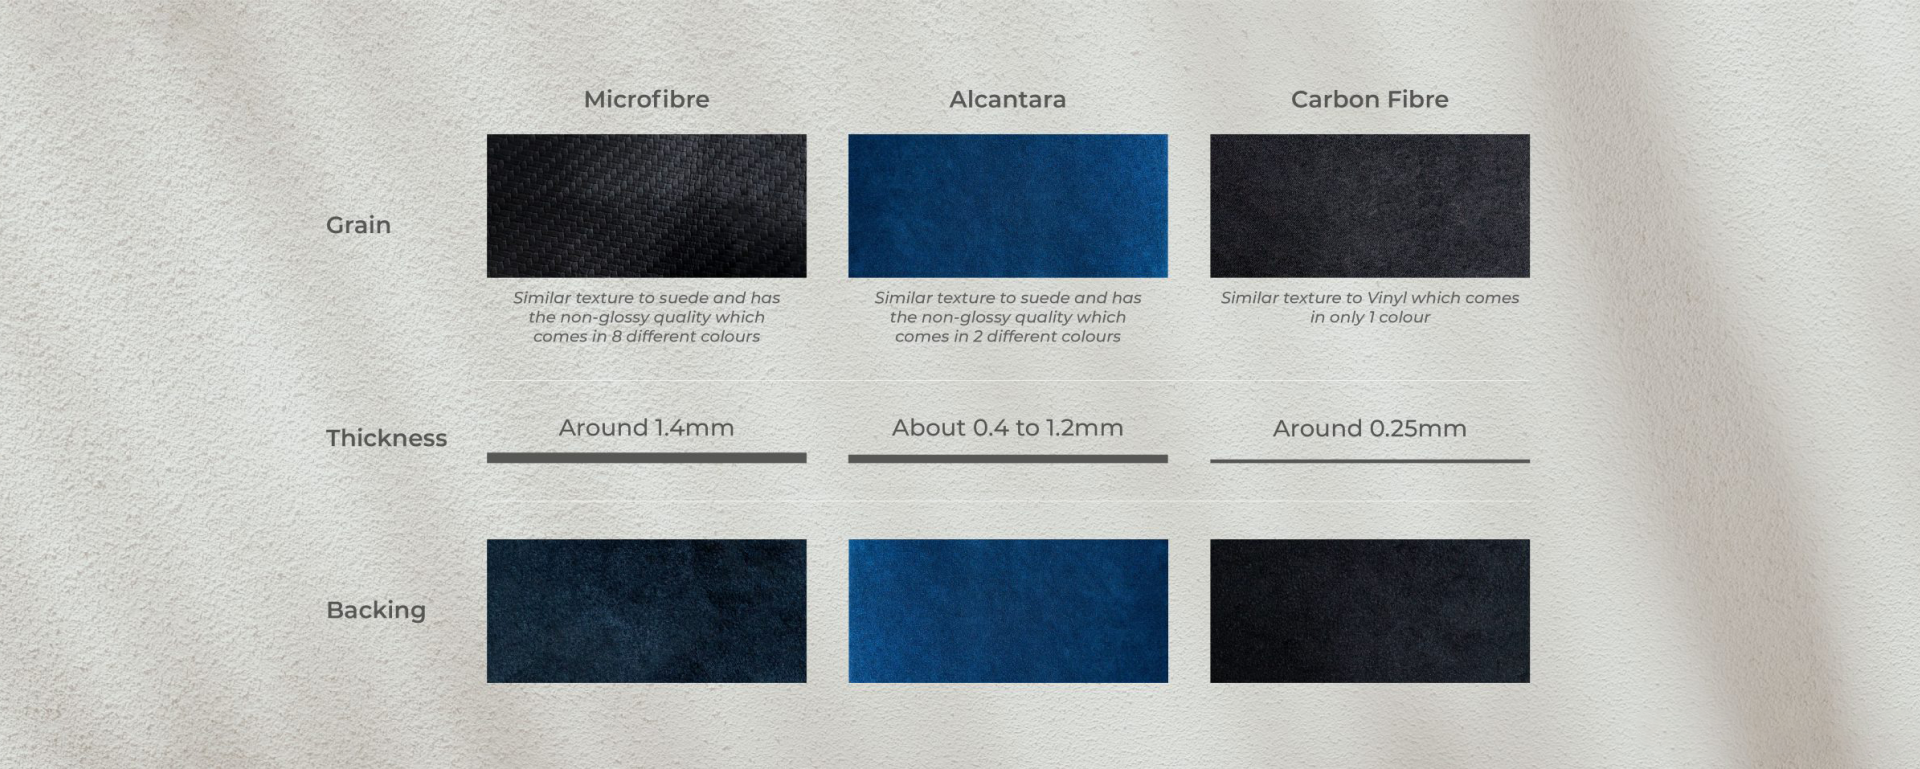 Microfibre
Alcantara
Carbon Fibre
Grain
Similar texture to suede and has
the non-glossy quality which
comes in 8 different colours
Similar texture to suede and has
the non-glossy quality which
comes in 2 different colours
Similar texture to Vinyl which comes
in only 1 colour
Thickness
Around 1.4mm
About 0.4 to 1.2mm
Around 0.25mm
Backing